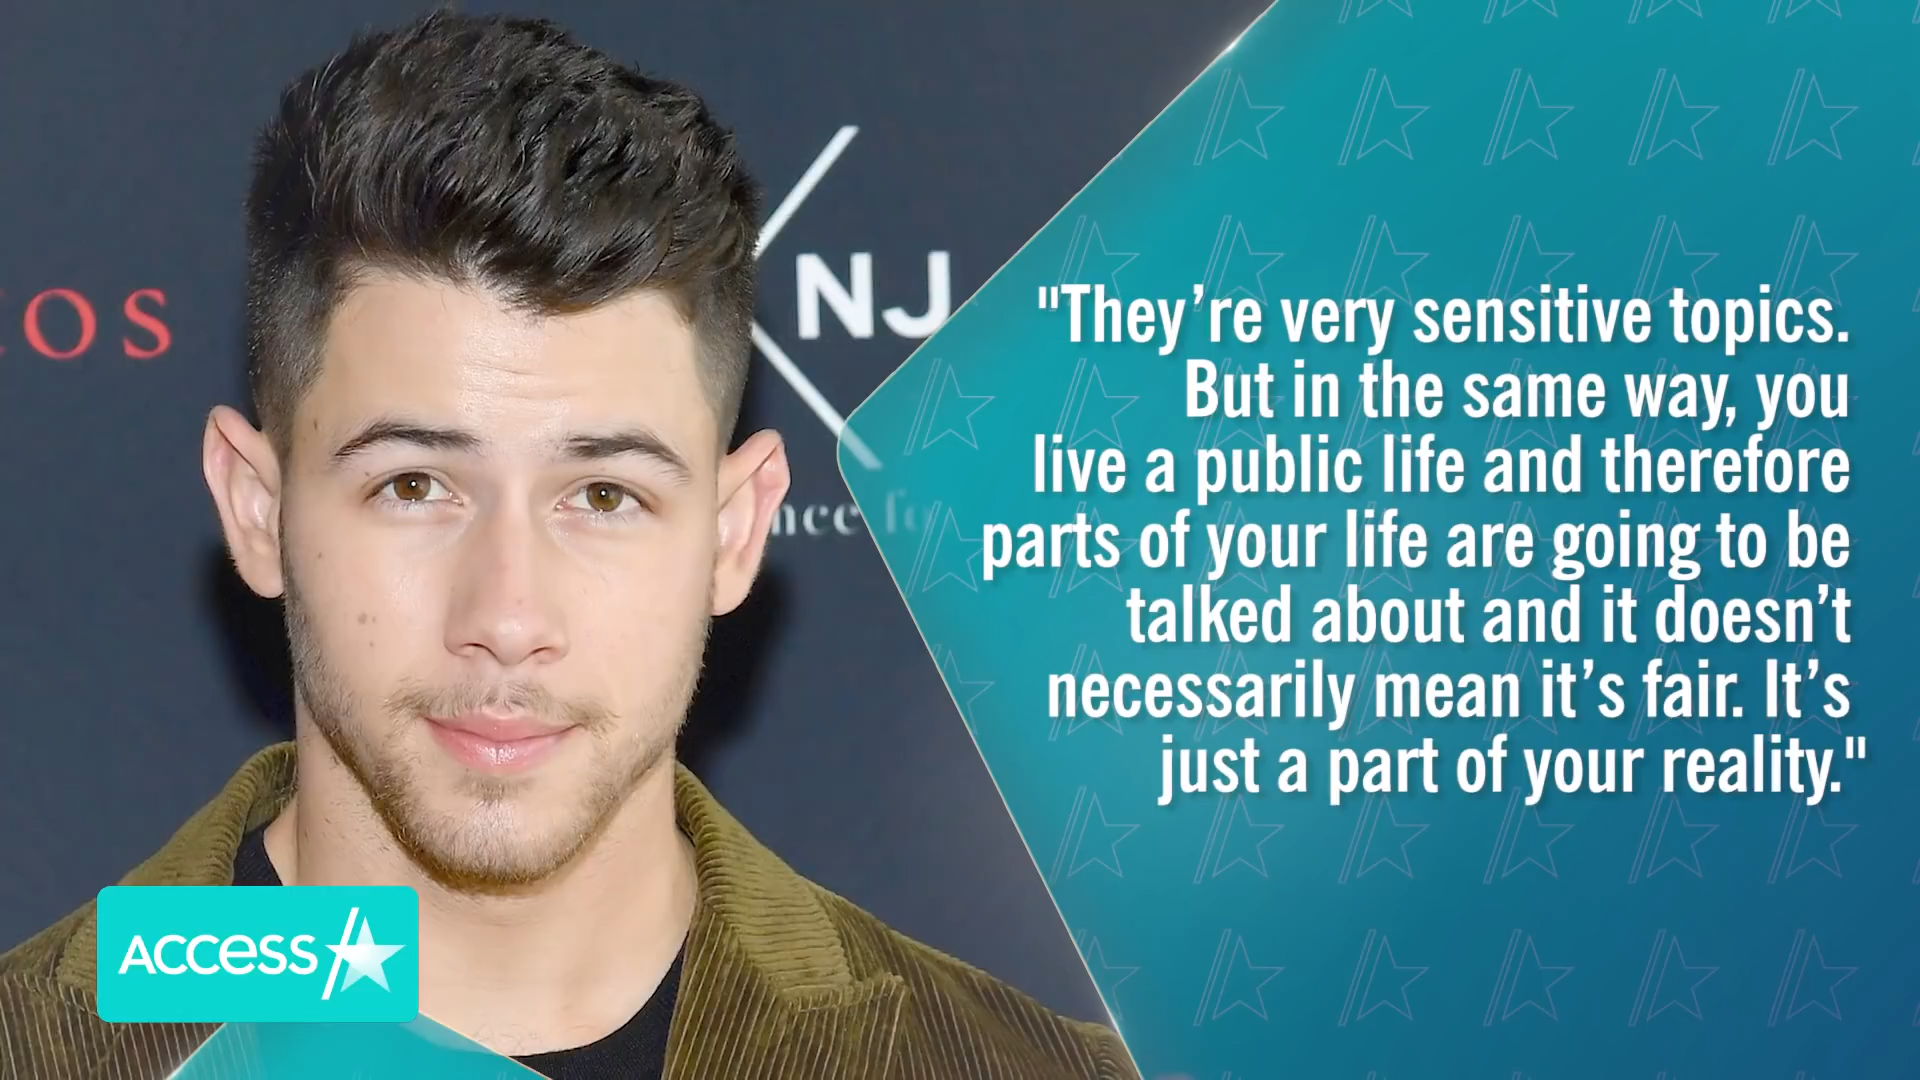 NJ
"They’re very sensitive topics.
But in the same way, you
live a public life and therefore
parts of your life are going to be
talked about and it doesn’t
necessarily mean it’s fair. It’s
just a part of your reality."
ACCESS